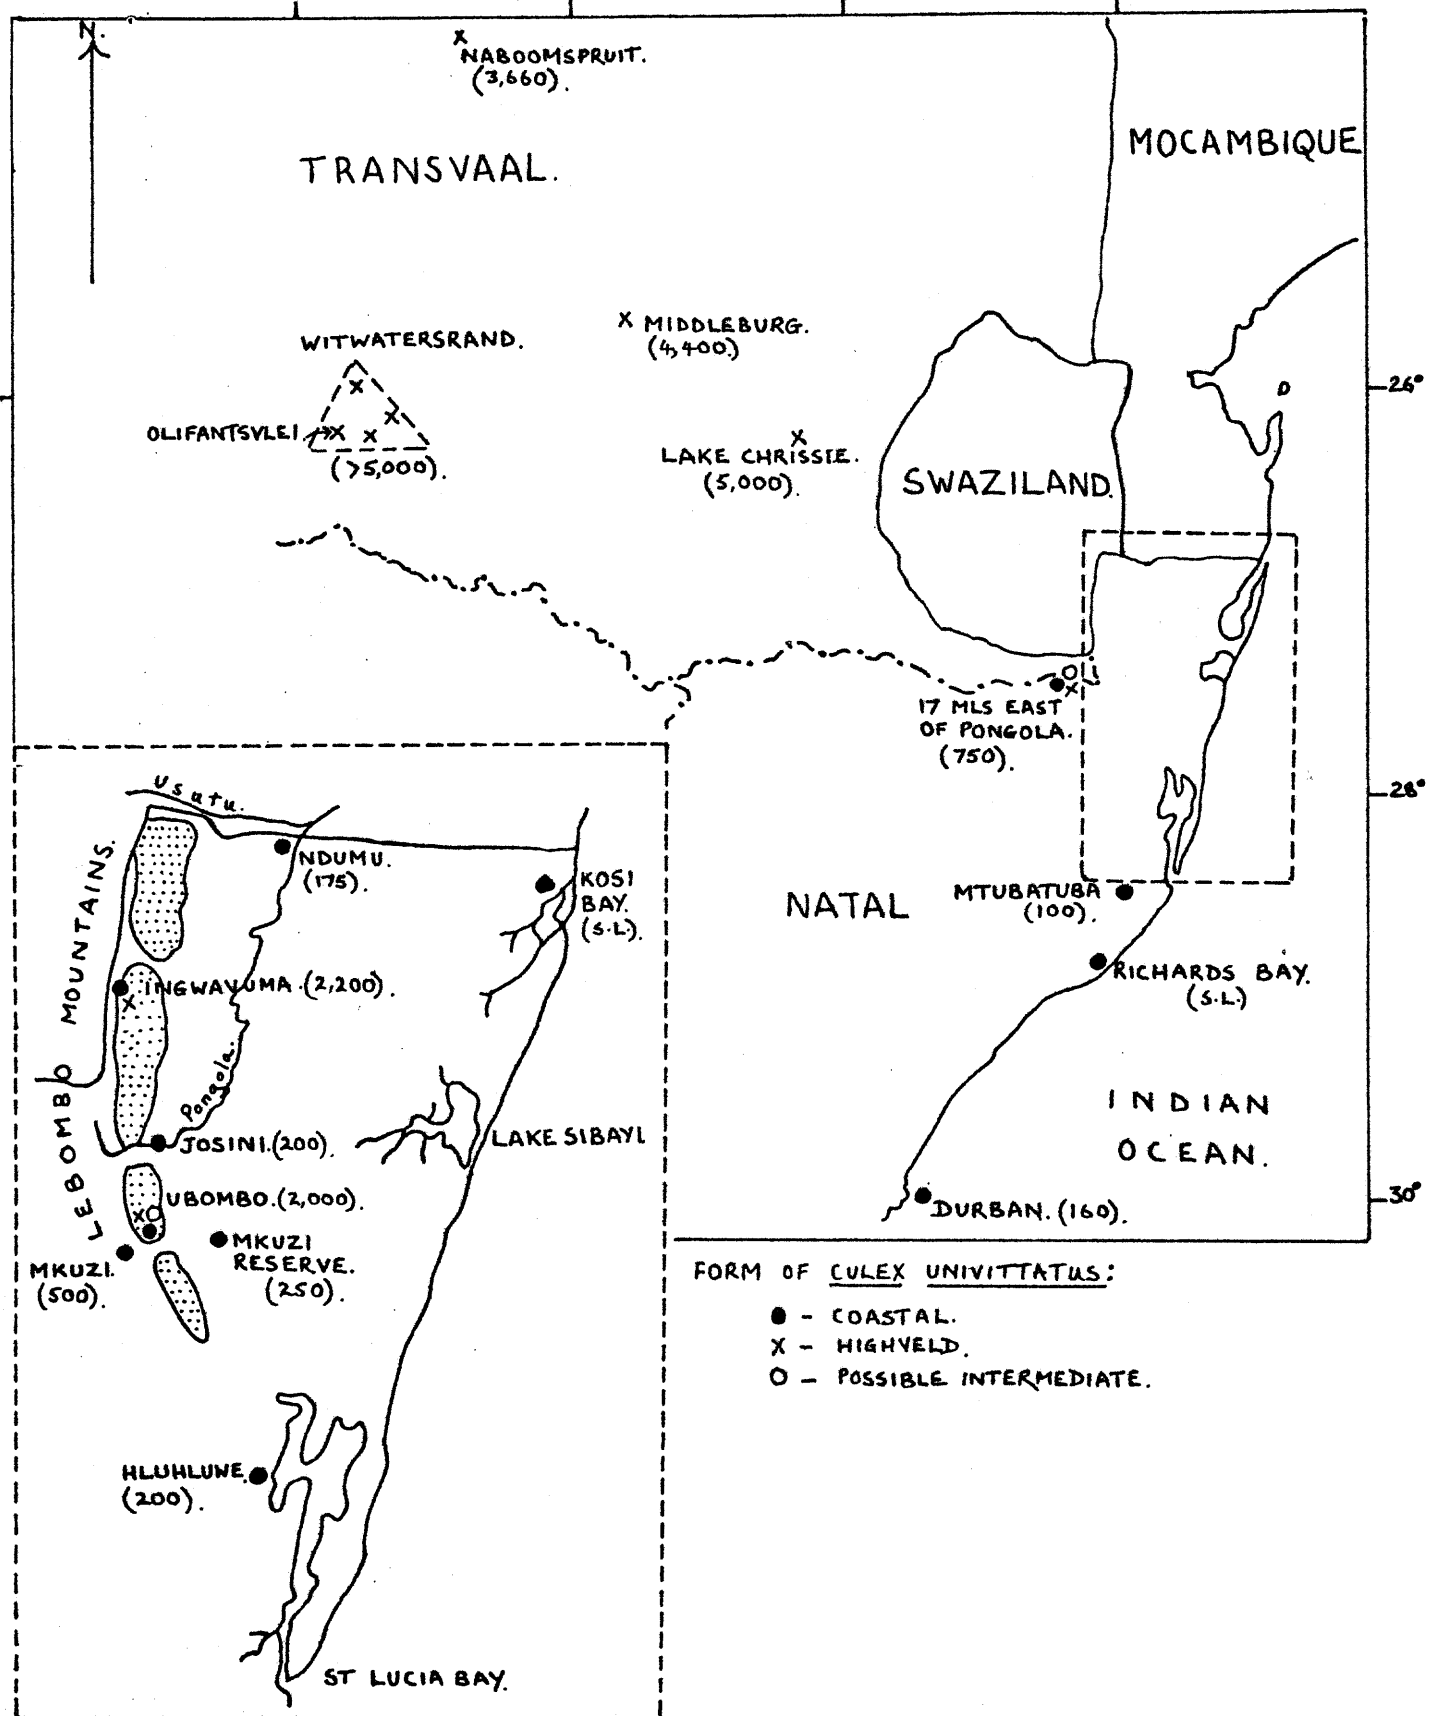 N.
NABOOMSPRUIT.
(3,660).
TRANSVAAL.
MOCAMBIQUE
WITWATERSRAND.
MIDDLEBURG.
(4,400)
26°
OLIFANTSVLEI
(>5,000).
LAKE CHRISSIE.
(5,000).
SWAZILAND.
17 MLS EAST
OF PONGOLA.
(750).
28°
NATAL
MTUBATUBA
(100).
RICHARDS BAY.
(S.L.)
INDIAN
OCEAN.
30°
DURBAN. (160).
Usutu.
LEBOMBO MOUNTAINS.
NDUMU.
(175).
KOSI
BAY.
(S.L.).
INGWAVUMA.(2,200).
Pongola.
JOSINI.(200).
LAKE SIBAYI
UBOMBO.(2,000).
MKUZI
RESERVE.
(250).
MKUZI.
(500).
HLUHLUWE.
(200).
ST LUCIA BAY.
FORM OF CULEX UNIVITTATUS:
● – COASTAL.
X – HIGHVELD.
O – POSSIBLE INTERMEDIATE.